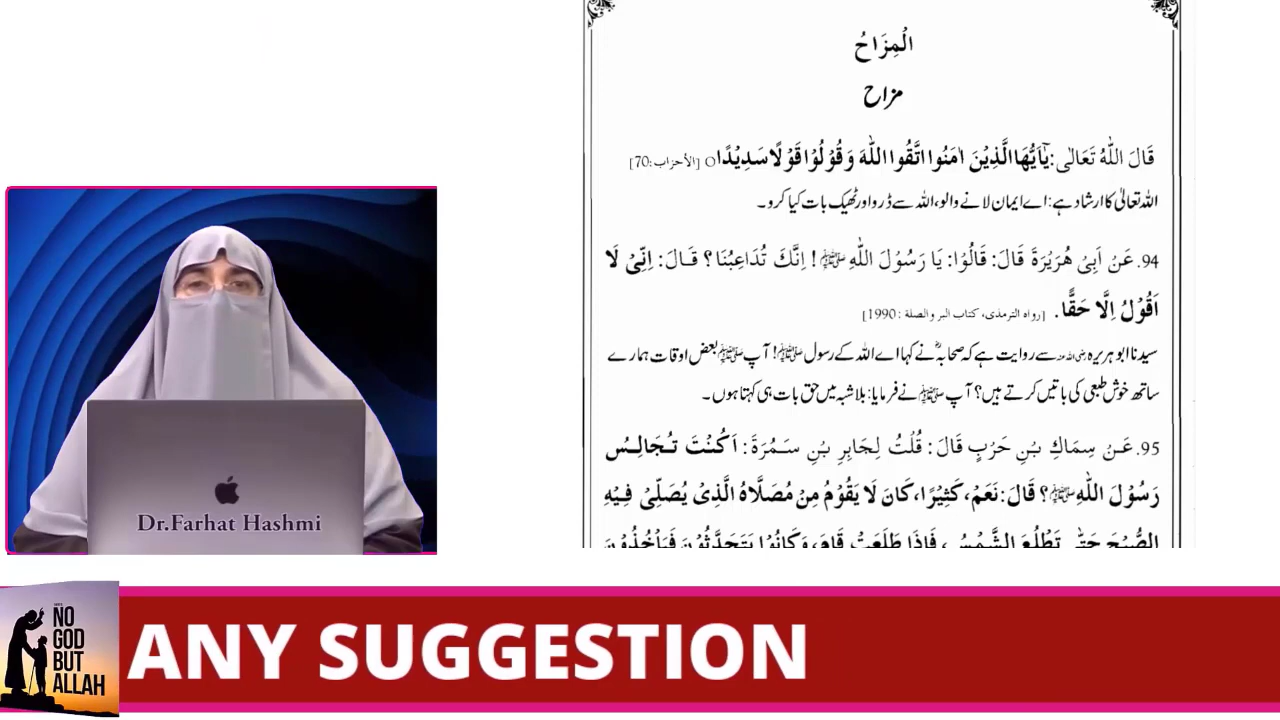 الْمِزَاحُ
مزاح
قَالَ اللّٰهُ تَعَالٰى: يٰٓاَيُّهَا الَّذِيْنَ اٰمَنُوا اتَّقُوا اللّٰهَ وَ قُوْلُوْا قَوْلًا سَدِيْدًا ○ [الأحزاب:70]
اللہ تعالیٰ کا ارشاد ہے: اے ایمان لانے والو، اللہ سے ڈرو اور ٹھیک بات کیا کرو۔
94. عَنْ اَبِىْ هُرَيْرَةَ قَالَ: قَالُوْا: يَا رَسُوْلَ اللّٰهِ ﷺ! اِنَّكَ تُدَاعِبُنَا؟ قَالَ: اِنِّىْ لَا
اَقُوْلُ اِلَّا حَقًّا. [رواه الترمذى، كتاب البر والصلة :1990]
سیدنا ابو ہریرہ رضی اللہ عنہ سے روایت ہے کہ صحابہؓ نے کہا اے اللہ کے رسول ﷺ! آپ ﷺ بعض اوقات ہمارے
ساتھ خوش طبعی کی باتیں کرتے ہیں؟ آپ ﷺ نے فرمایا: بلاشبہ میں حق بات ہی کہتا ہوں۔
95. عَنْ سِمَاكِ بْنِ حَرْبٍ قَالَ: قُلْتُ لِجَابِرِ بْنِ سَمُرَةَ: اَكُنْتَ تُجَالِسُ
رَسُوْلَ اللّٰهِ ﷺ؟ قَالَ: نَعَمْ، كَثِيْرًا، كَانَ لَا يَقُوْمُ مِنْ مُصَلَّاهُ الَّذِىْ يُصَلِّىْ فِيْهِ
الصُّبْحَ حَتّٰى تَطْلُعَ الشَّمْسُ، فَاِذَا طَلَعَتْ قَامَ، وَكَانُوْا يَتَحَدَّثُوْنَ فَيَأْخُذُوْنَ
Dr.Farhat Hashmi
NO
GOD
BUT
ALLAH
ANY SUGGESTION